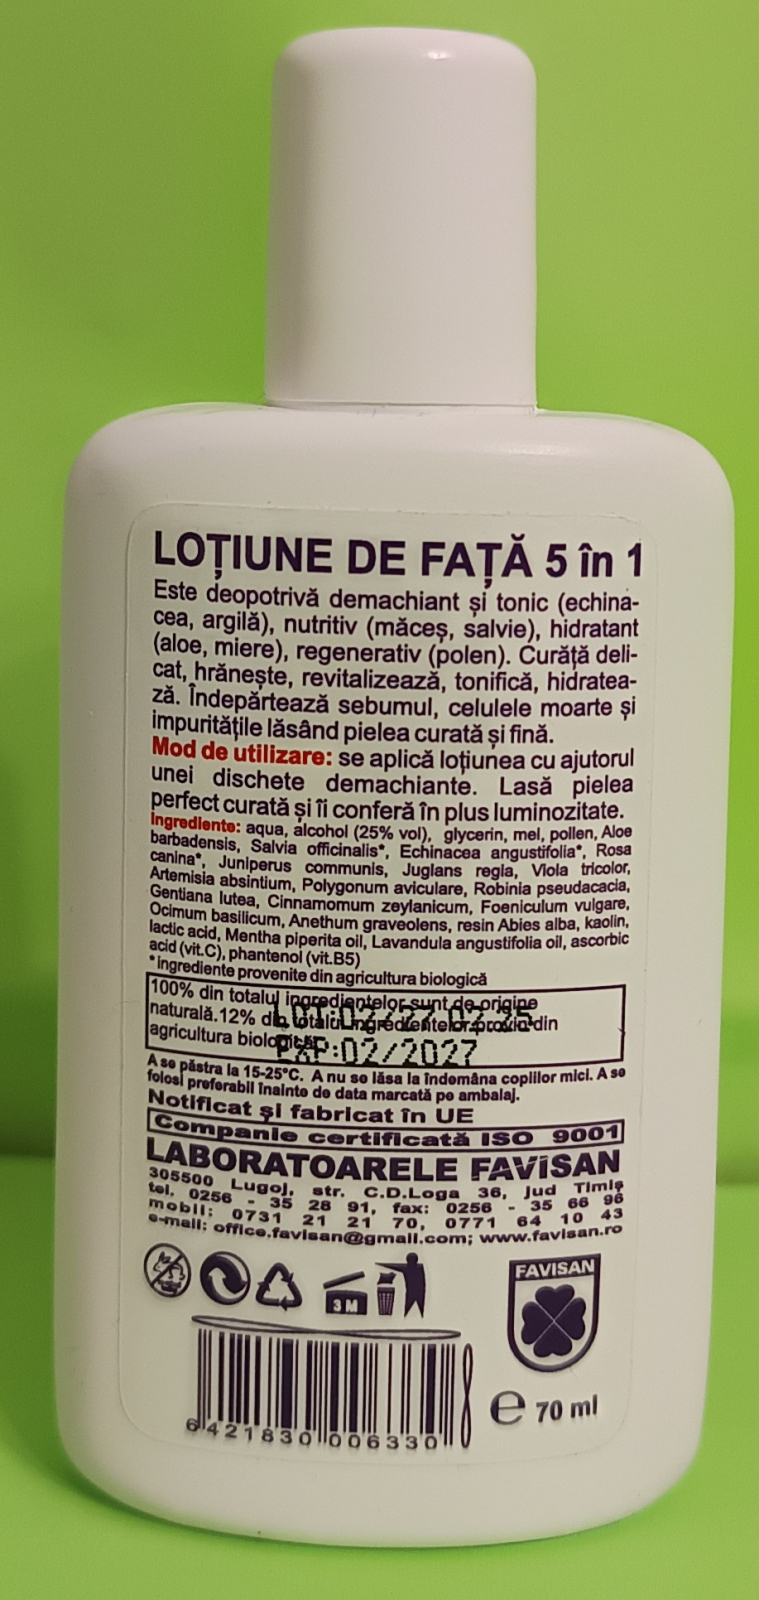 LOȚIUNE DE FAȚĂ 5 în 1
Este deopotrivă demachiant și tonic (echina-
cea, argilă), nutritiv (măceș, salvie), hidratant
(aloe, miere), regenerativ (polen). Curăță deli-
cat, hrănește, revitalizează, tonifică, hidratea-
ză. Îndepărtează sebumul, celulele moarte și
impuritățile lăsând pielea curată și fină.
Mod de utilizare: se aplică loțiunea cu ajutorul
unei dischete demachiante. Lasă pielea
perfect curată și îi conferă în plus luminozitate.
Ingrediente: aqua, alcohol (25% vol), glycerin, mel, pollen, Aloe
barbadensis, Salvia officinalis*, Echinacea angustifolia*, Rosa
canina*, Juniperus communis, Juglans regia, Viola tricolor,
Artemisia absintium, Polygonum aviculare, Robinia pseudacacia,
Gentiana lutea, Cinnamomum zeylanicum, Foeniculum vulgare,
Ocimum basilicum, Anethum graveolens, resin Abies alba, kaolin,
lactic acid, Mentha piperita oil, Lavandula angustifolia oil, ascorbic
acid (vit.C), phantenol (vit.B5)
*Ingrediente provenite din agricultura biologică
100% din totalul ingredientelor sunt de origine
naturală.12% din totalul ingredientelor provin din
agricultura biologică.
LOT:02/27.02.25
EXP:02/2027
A se păstra la 15-25°C. A nu se lăsa la îndemâna copiilor mici. A se
folosi preferabil înainte de data marcată pe ambalaj.
Notificat și fabricat în UE
Companie certificată ISO 9001
LABORATOARELE FAViSAN
305500 Lugoj, str. C.D.Loga 36, jud Timiș
tel. 0256 - 35 28 91, fax: 0256 - 35 66 96
mobil: 0731 21 21 70, 0771 64 10 43
e-mail: office.favisan@gmail.com; www.favisan.ro
3 M
FAVISAN
6421830006330
e 70 ml